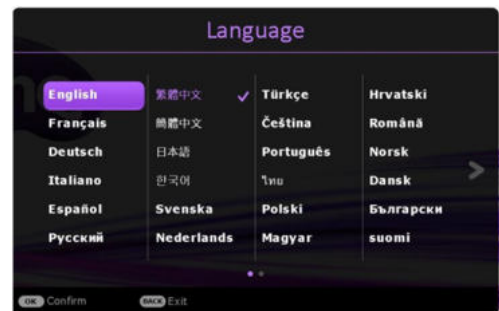 Language
English
繁體中文
Türkçe
Hrvatski
Français
簡體中文
Čeština
Română
Deutsch
日本語
Português
Norsk
Italiano
한국어
ไทย
Dansk
Español
Svenska
Polski
Български
Русский
Nederlands
Magyar
suomi
OK Confirm
BACK Exit